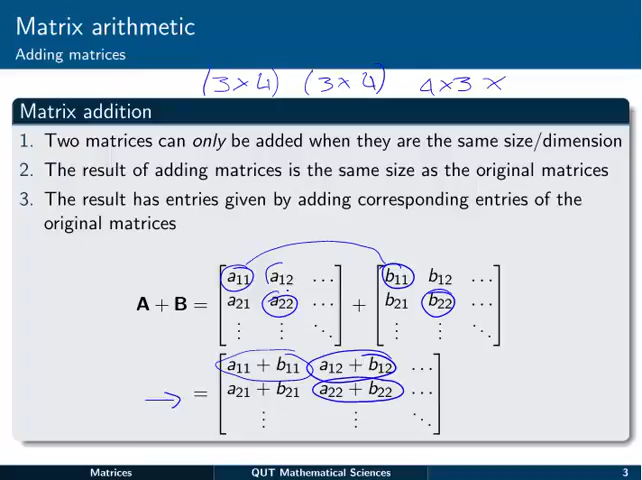 Matrix arithmetic
Adding matrices
(3×4) (3×4) 4×3 ×
Matrix addition
1. Two matrices can only be added when they are the same size/dimension
2. The result of adding matrices is the same size as the original matrices
3. The result has entries given by adding corresponding entries of the
original matrices
a₁₁ a₁₂ … b₁₁ b₁₂ …
A + B = a₂₁ a₂₂ … + b₂₁ b₂₂ …
⋮ ⋮ ⋱ ⋮ ⋮ ⋱
a₁₁ + b₁₁ a₁₂ + b₁₂ …
→ = a₂₁ + b₂₁ a₂₂ + b₂₂ …
⋮ ⋮ ⋱
Matrices QUT Mathematical Sciences 3